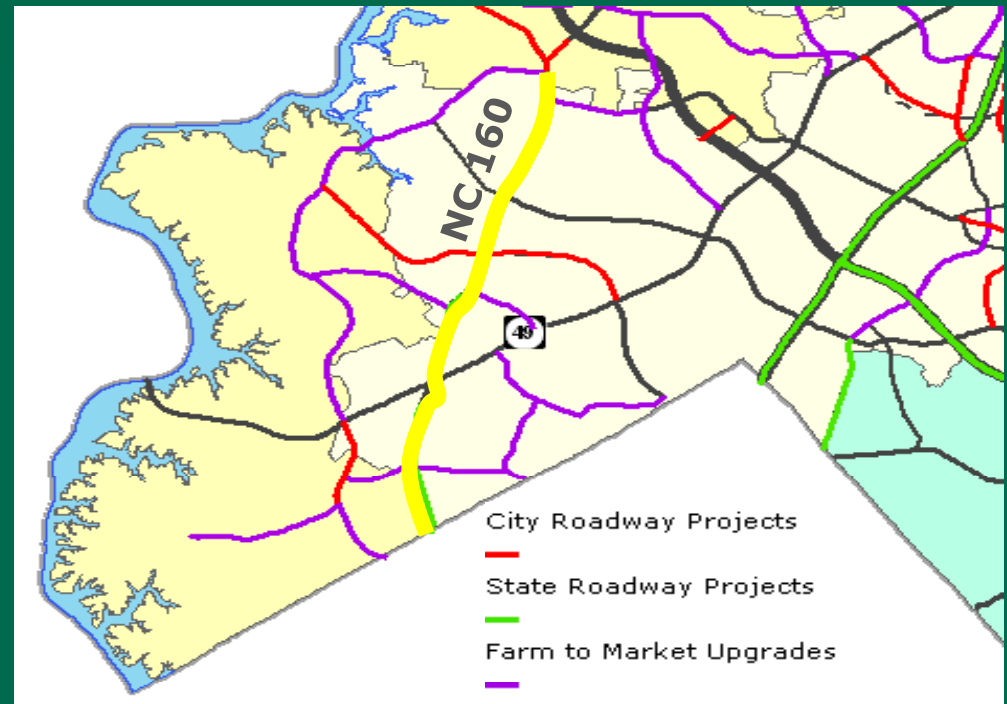 NC 160
49
City Roadway Projects
State Roadway Projects
Farm to Market Upgrades